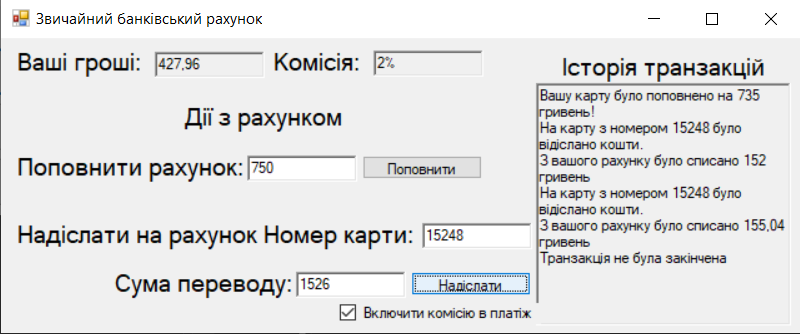 Звичайний банківський рахунок
Ваші гроші: 427,96 Комісія: 2%
Дії з рахунком
Поповнити рахунок: 750 Поповнити
Надіслати на рахунок Номер карти: 15248
Сума переводу: 1526 Надіслати
Включити комісію в платіж
Історія транзакцій
Вашу карту було поповнено на 735
гривень!
На карту з номером 15248 було
відіслано кошти.
З вашого рахунку було списано 152
гривень
На карту з номером 15248 було
відіслано кошти.
З вашого рахунку було списано 155,04
гривень
Транзакція не була закінчена